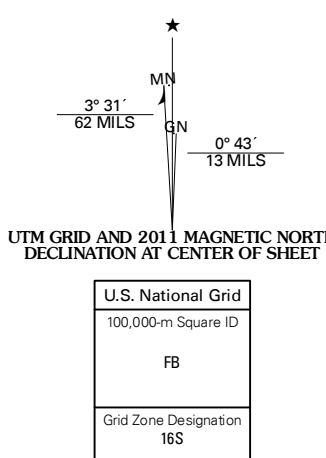 ★
MN
3° 31´
62 MILS
GN
0° 43´
13 MILS
UTM GRID AND 2011 MAGNETIC NORTH
DECLINATION AT CENTER OF SHEET
U.S. National Grid
100,000-m Square ID
FB
Grid Zone Designation
16S